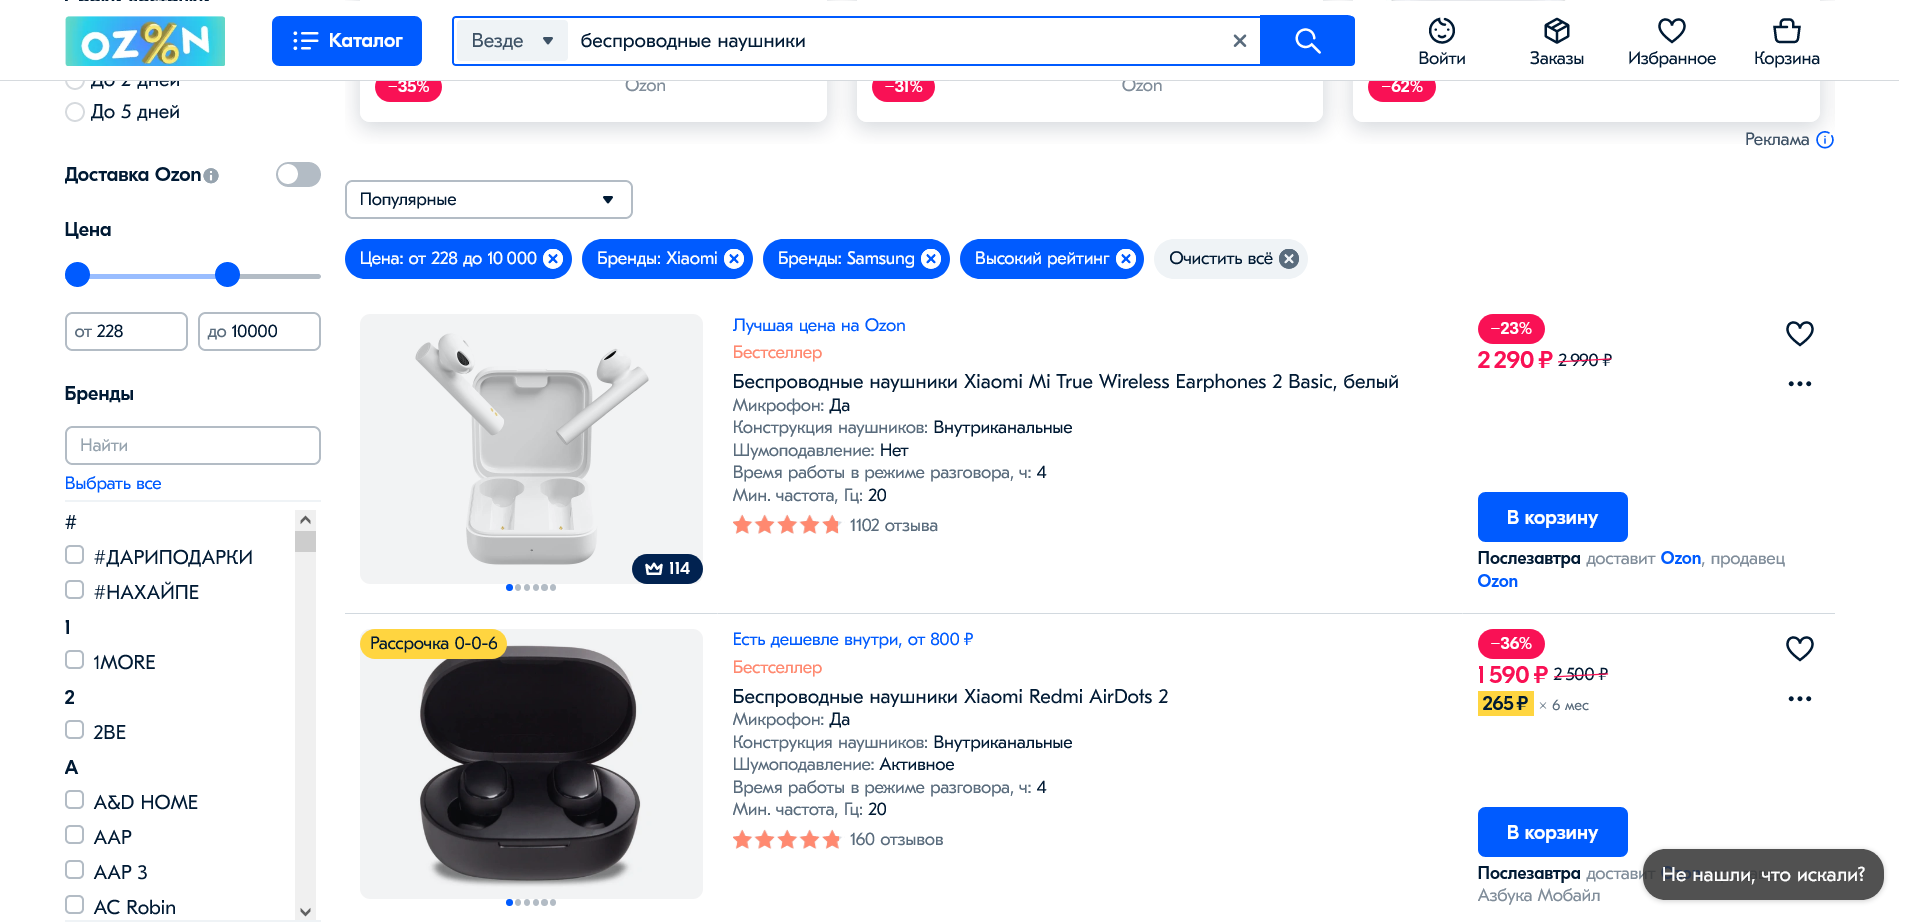 OZ%N
Каталог
Везде
беспроводные наушники
Войти
Заказы
Избранное
Корзина
До 2 дней
До 5 дней
−35%
Ozon
−31%
Ozon
−62%
Реклама
Доставка Ozon
Цена
от 228
до 10000
Бренды
Найти
Выбрать все
#
#ДАРИПОДАРКИ
#НАХАЙПЕ
1
1MORE
2
2BE
A
A&D HOME
AAP
AAP 3
AC Robin
Популярные
Цена: от 228 до 10 000
Бренды: Xiaomi
Бренды: Samsung
Высокий рейтинг
Очистить всё
114
Лучшая цена на Ozon
Бестселлер
Беспроводные наушники Xiaomi Mi True Wireless Earphones 2 Basic, белый
Микрофон: Да
Конструкция наушников: Внутриканальные
Шумоподавление: Нет
Время работы в режиме разговора, ч: 4
Мин. частота, Гц: 20
1102 отзыва
−23%
2 290 ₽ 2 990 ₽
В корзину
Послезавтра доставит Ozon, продавец
Ozon
Рассрочка 0-0-6
Есть дешевле внутри, от 800 ₽
Бестселлер
Беспроводные наушники Xiaomi Redmi AirDots 2
Микрофон: Да
Конструкция наушников: Внутриканальные
Шумоподавление: Активное
Время работы в режиме разговора, ч: 4
Мин. частота, Гц: 20
160 отзывов
−36%
1 590 ₽ 2 500 ₽
265 ₽ × 6 мес
В корзину
Послезавтра доставит
Азбука Мобайл
Не нашли, что искали?